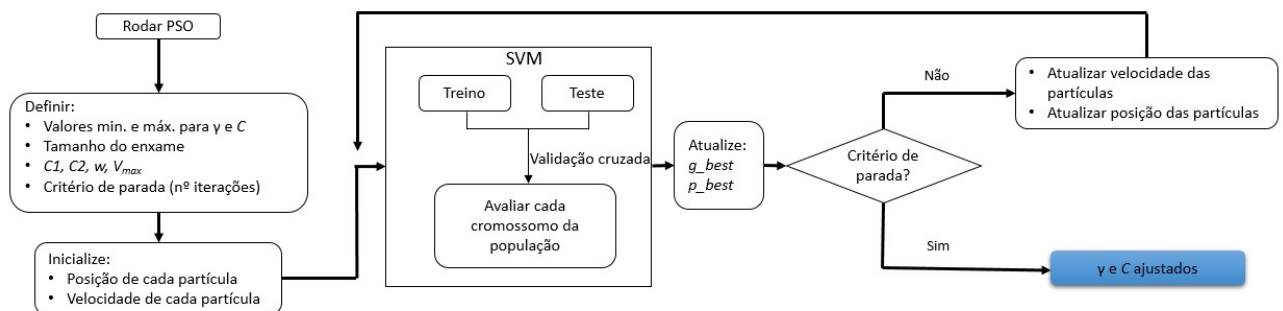 Rodar PSO
Definir:
• Valores min. e máx. para γ e C
• Tamanho do enxame
• C1, C2, w, Vmax
• Critério de parada (nº iterações)
Inicialize:
• Posição de cada partícula
• Velocidade de cada partícula
SVM
Treino
Teste
Validação cruzada
Avaliar cada
cromossomo da
população
Atualize:
g_best
p_best
Critério de
parada?
Não
• Atualizar velocidade das
partículas
• Atualizar posição das partículas
Sim
γ e C ajustados